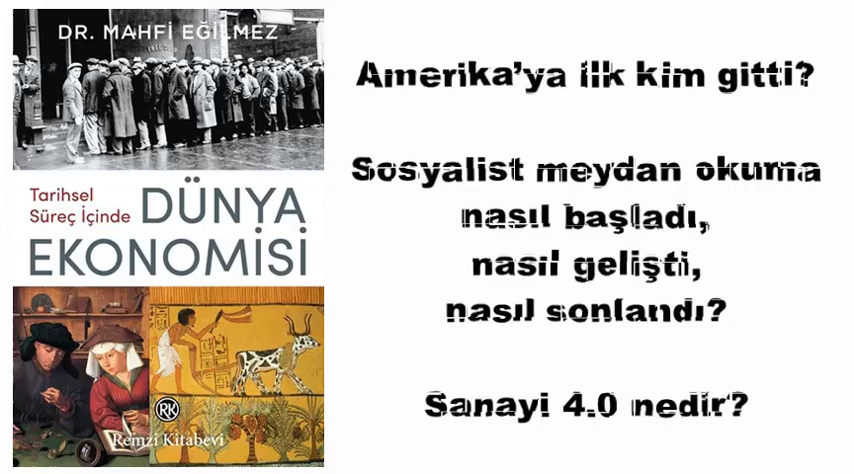 DR. MAHFİ EĞİLMEZ
Tarihsel
Süreç İçinde
DÜNYA
EKONOMİSİ
RK
Remzi Kitabevi
Amerika'ya ilk kim gitti?
Sosyalist meydan okuma
nasıl başladı,
nasıl gelişti,
nasıl sonlandı?
Sanayi 4.0 nedir?